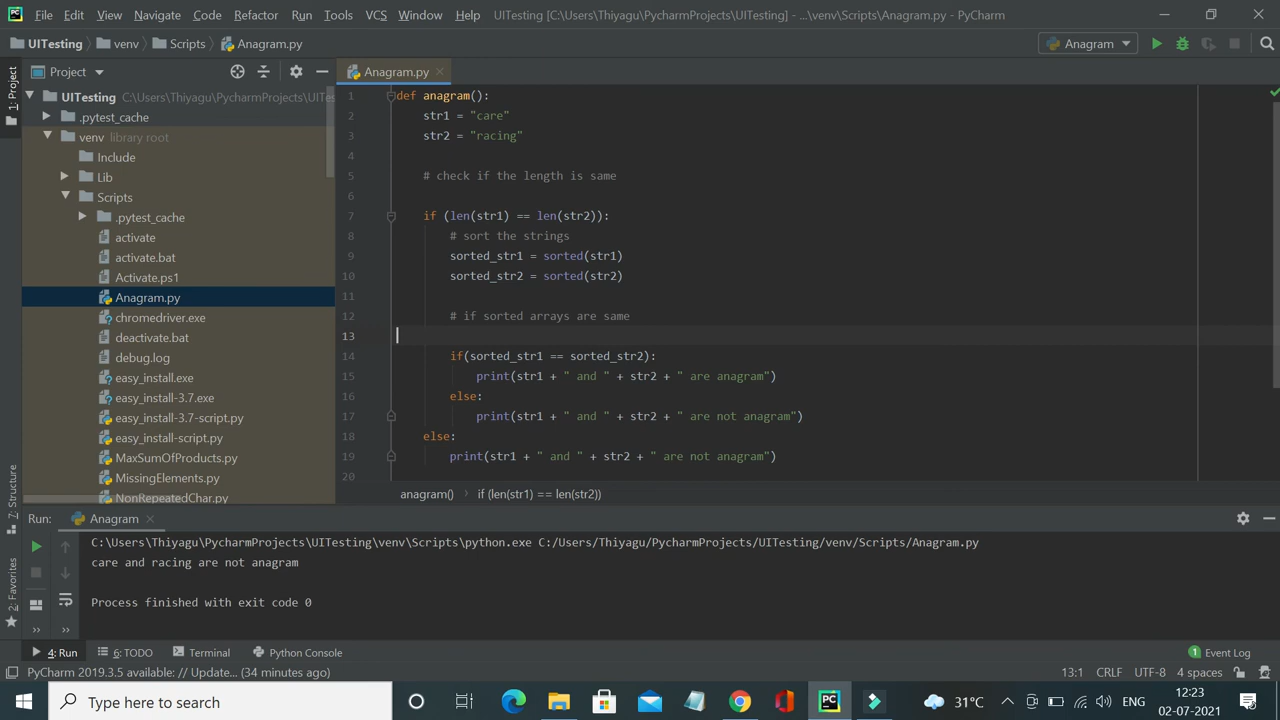 File Edit View Navigate Code Refactor Run Tools VCS Window Help UITesting [C:\Users\Thiyagu\PycharmProjects\UITesting] - ...\venv\Scripts\Anagram.py - PyCharm
UITesting venv Scripts Anagram.py Anagram
1: Project
Project
UITesting C:\Users\Thiyagu\PycharmProjects\UITes
.pytest_cache
venv library root
Include
Lib
Scripts
.pytest_cache
activate
activate.bat
Activate.ps1
Anagram.py
chromedriver.exe
deactivate.bat
debug.log
easy_install.exe
easy_install-3.7.exe
easy_install-3.7-script.py
easy_install-script.py
MaxSumOfProducts.py
MissingElements.py
NonRepeatedChar.py
Anagram.py
1 def anagram():
2 str1 = "care"
3 str2 = "racing"
4
5 # check if the length is same
6
7 if (len(str1) == len(str2)):
8 # sort the strings
9 sorted_str1 = sorted(str1)
10 sorted_str2 = sorted(str2)
11
12 # if sorted arrays are same
13
14 if(sorted_str1 == sorted_str2):
15 print(str1 + " and " + str2 + " are anagram")
16 else:
17 print(str1 + " and " + str2 + " are not anagram")
18 else:
19 print(str1 + " and " + str2 + " are not anagram")
20
anagram() if (len(str1) == len(str2))
7: Structure
2: Favorites
Run: Anagram
C:\Users\Thiyagu\PycharmProjects\UITesting\venv\Scripts\python.exe C:/Users/Thiyagu/PycharmProjects/UITesting/venv/Scripts/Anagram.py
care and racing are not anagram
Process finished with exit code 0
4: Run 6: TODO Terminal Python Console 1 Event Log
PyCharm 2019.3.5 available: // Update... (34 minutes ago) 13:1 CRLF UTF-8 4 spaces
Type here to search PC 31°C ENG 12:23
02-07-2021